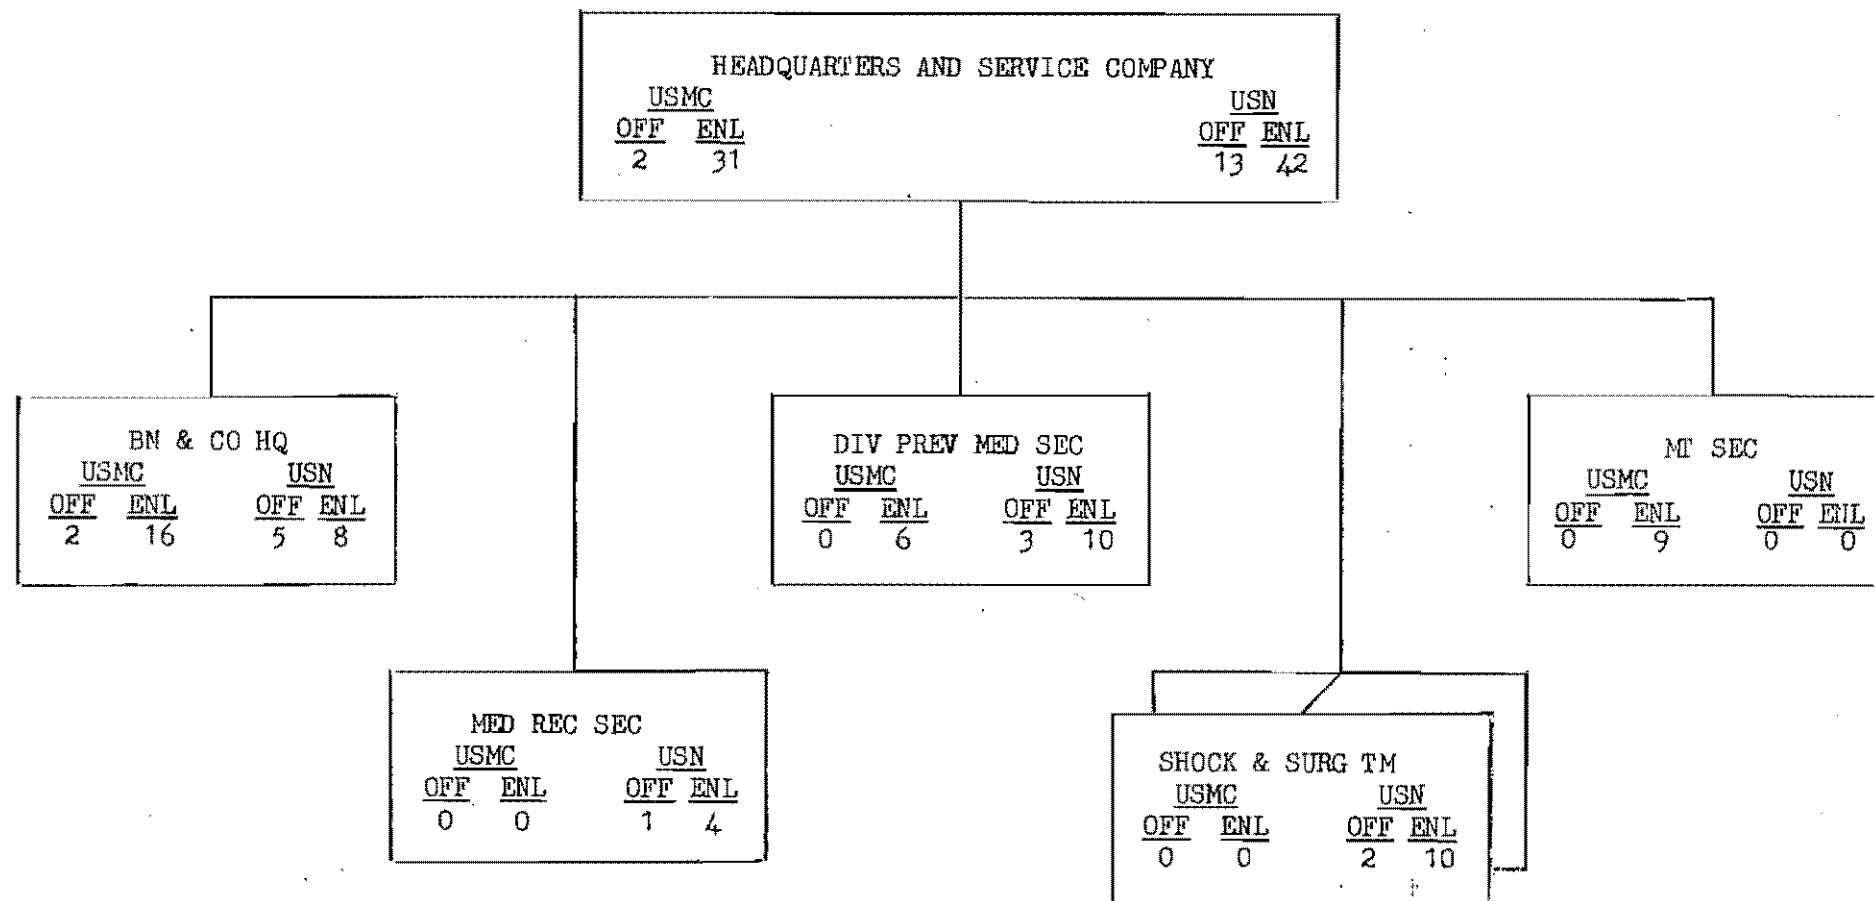 HEADQUARTERS AND SERVICE COMPANY
USMC USN
OFF ENL OFF ENL
2 31 13 42
BN & CO HQ
USMC USN
OFF ENL OFF ENL
2 16 5 8
DIV PREV MED SEC
USMC USN
OFF ENL OFF ENL
0 6 3 10
MT SEC
USMC USN
OFF ENL OFF ENL
0 9 0 0
MED REC SEC
USMC USN
OFF ENL OFF ENL
0 0 1 4
SHOCK & SURG TM
USMC USN
OFF ENL OFF ENL
0 0 2 10